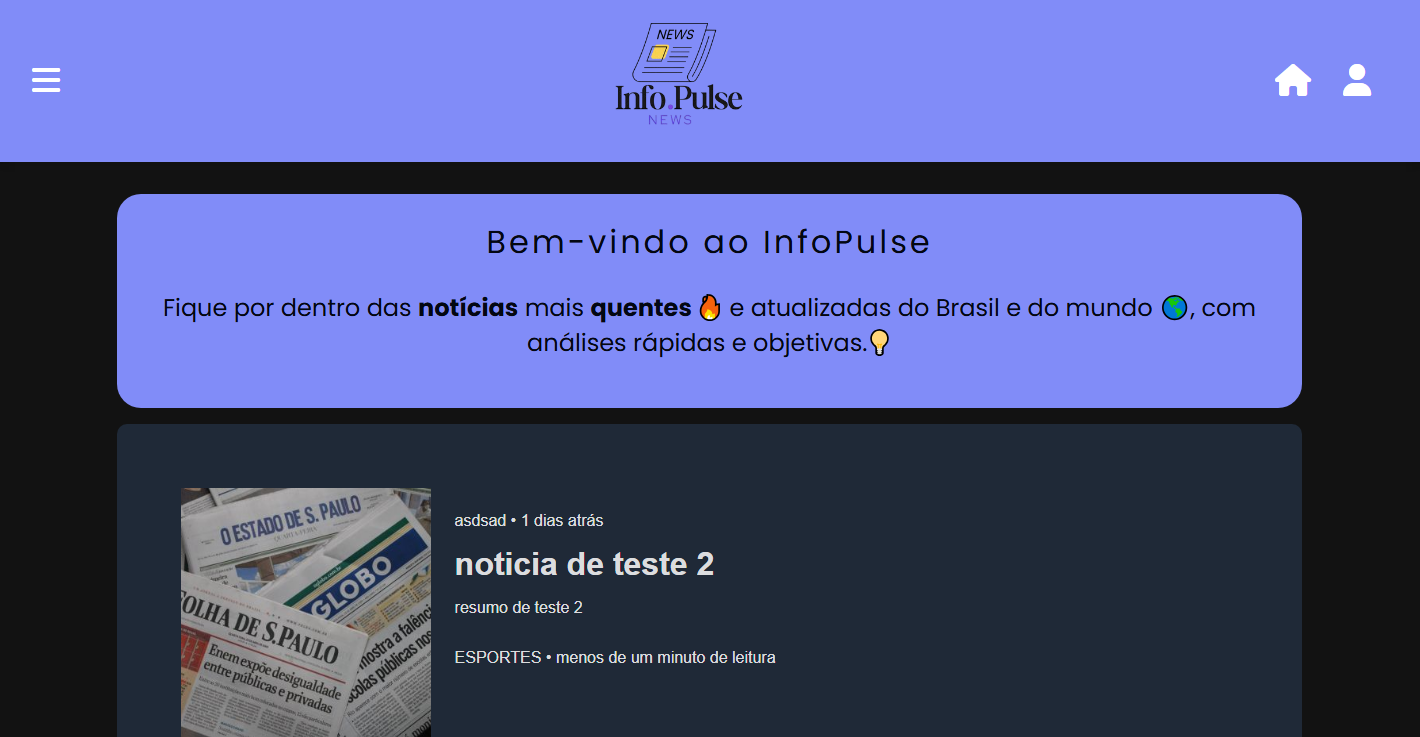 NEWS
Info.Pulse
NEWS
Bem-vindo ao InfoPulse
Fique por dentro das notícias mais quentes 🔥 e atualizadas do Brasil e do mundo 🌎, com
análises rápidas e objetivas.💡
O ESTADO DE S. PAULO
GLOBO
FOLHA DE S.PAULO
Enem expõe desigualdade
entre públicas e privadas
mostra a falência
escolas públicas nos
asdsad • 1 dias atrás
noticia de teste 2
resumo de teste 2
ESPORTES • menos de um minuto de leitura